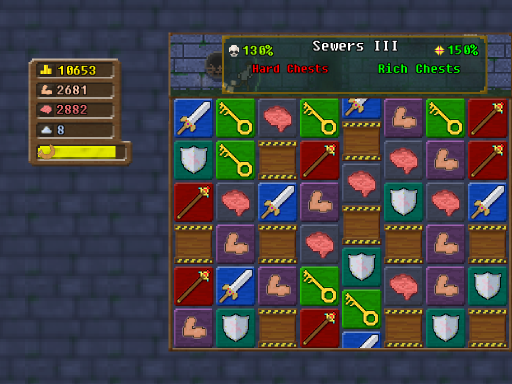 10653
2681
2882
8
Sewers III
130%
150%
Hard Chests
Rich Chests